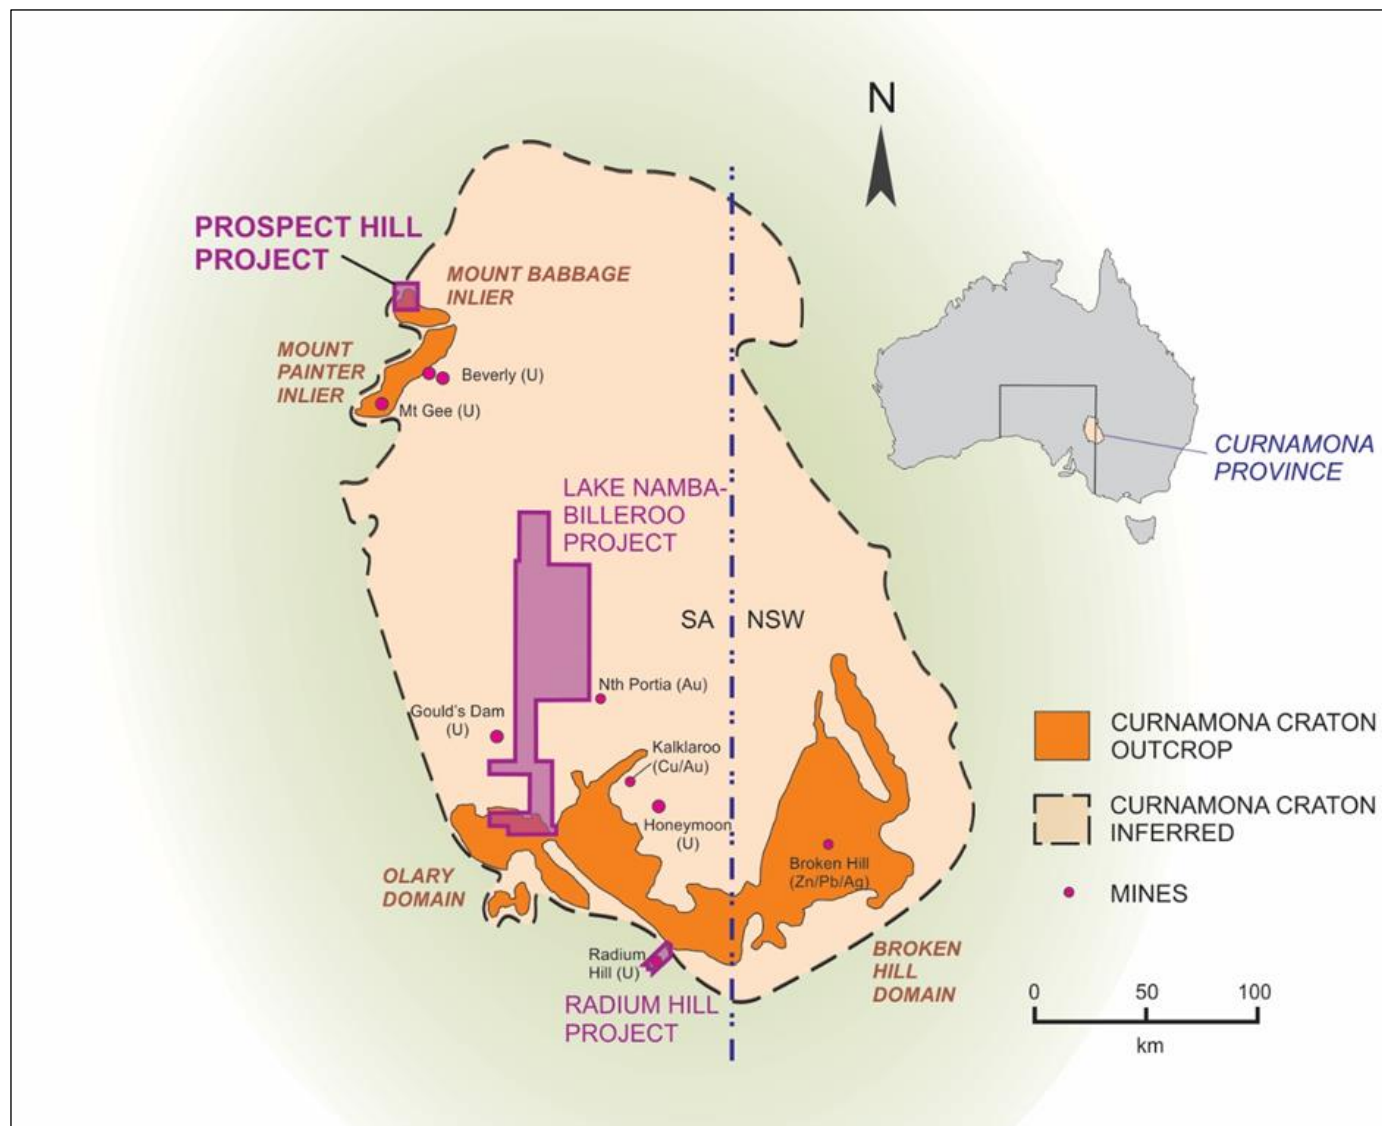 N
PROSPECT HILL
PROJECT
MOUNT BABBAGE
INLIER
MOUNT
PAINTER
INLIER
Beverly (U)
Mt Gee (U)
CURNAMONA
PROVINCE
LAKE NAMBA-
BILLEROO
PROJECT
SA
NSW
Nth Portia (Au)
Gould's Dam
(U)
Kalklaroo
(Cu/Au)
Honeymoon
(U)
Broken Hill
(Zn/Pb/Ag)
OLARY
DOMAIN
Radium
Hill (U)
RADIUM HILL
PROJECT
BROKEN
HILL
DOMAIN
CURNAMONA CRATON
OUTCROP
CURNAMONA CRATON
INFERRED
MINES
0 50 100
km